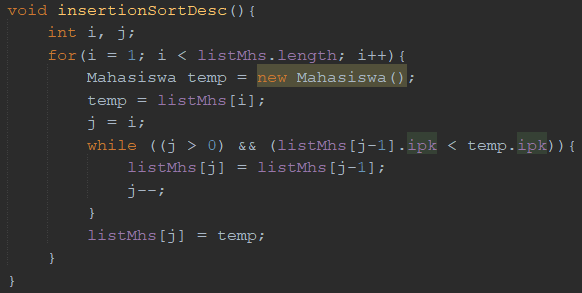 void insertionSortDesc(){
    int i, j;
    for(i = 1; i < listMhs.length; i++){
        Mahasiswa temp = new Mahasiswa();
        temp = listMhs[i];
        j = i;
        while ((j > 0) && (listMhs[j-1].ipk < temp.ipk)){
            listMhs[j] = listMhs[j-1];
            j--;
        }
        listMhs[j] = temp;
    }
}